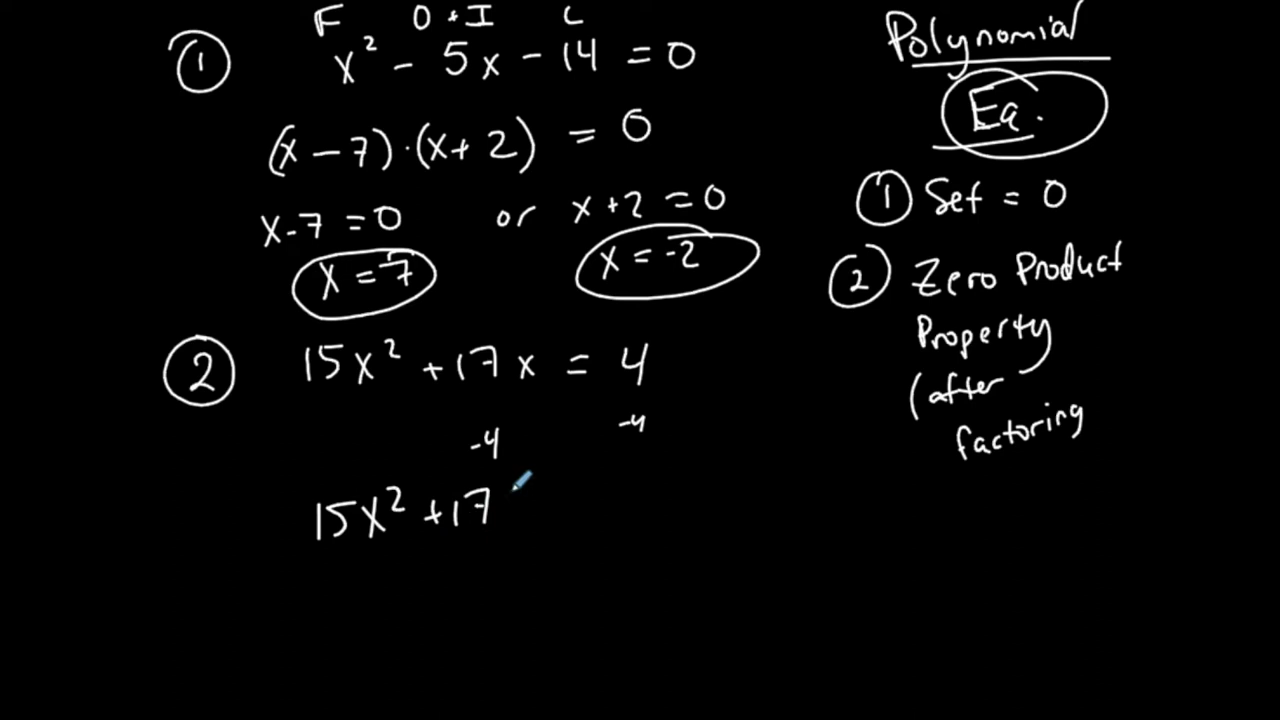 F O + I L
① x² - 5x - 14 = 0
(x - 7) · (x + 2) = 0
x - 7 = 0 or x + 2 = 0
x = 7 x = -2
② 15x² + 17x = 4
-4 -4
15x² + 17
Polynomial
Eq.
① Set = 0
② Zero Product
Property
(after
factoring